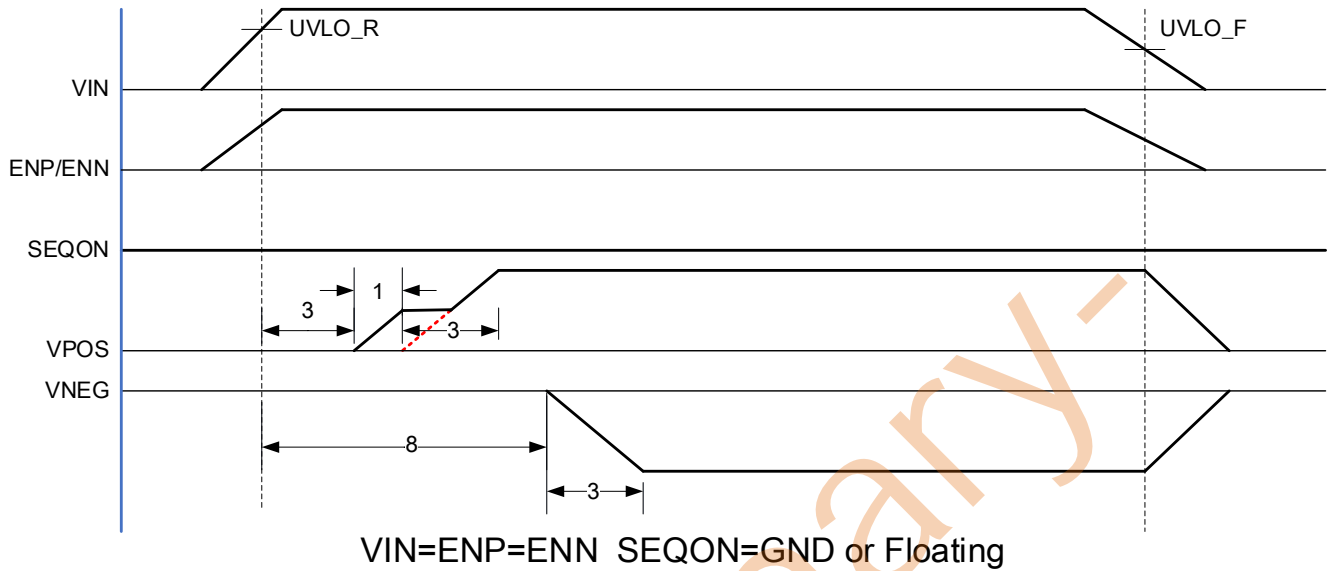 UVLO_R
UVLO_F
VIN
ENP/ENN
SEQON
1
3
3
VPOS
VNEG
8
3
VIN=ENP=ENN SEQON=GND or Floating